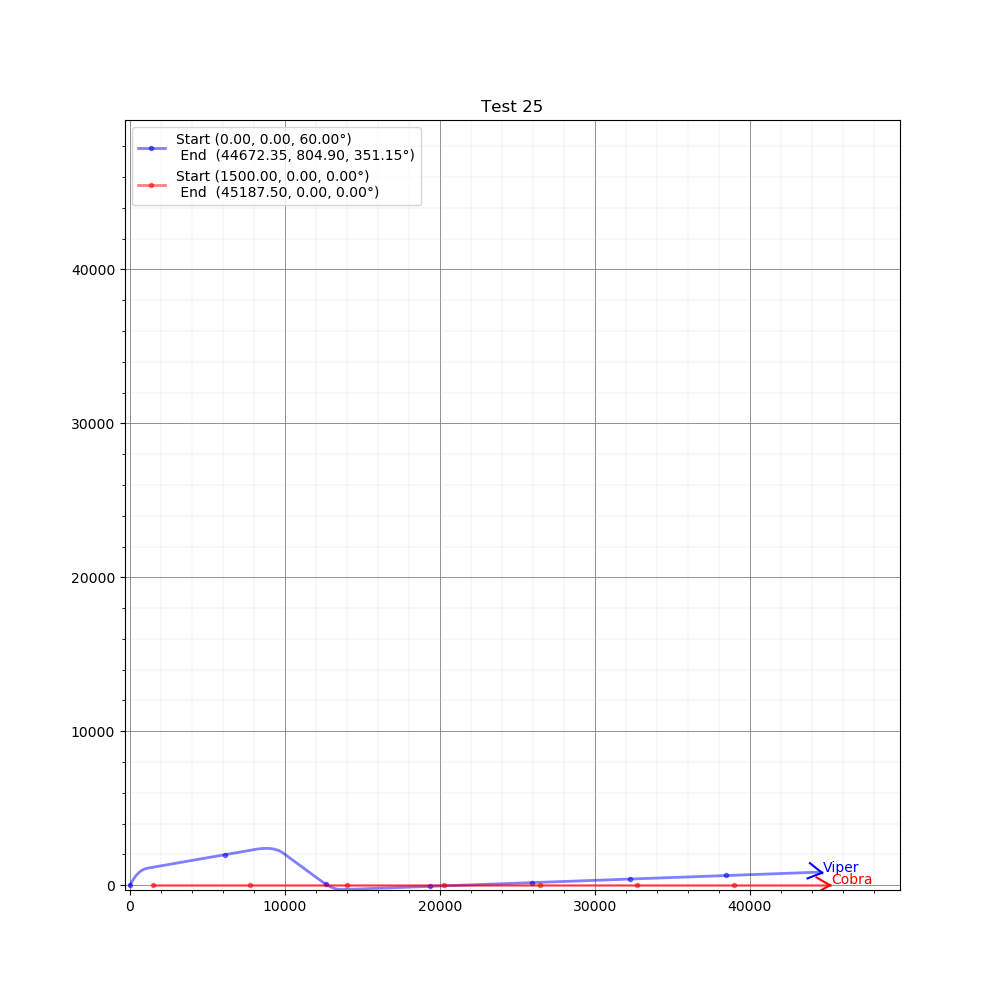 Test 25
Start (0.00, 0.00, 60.00°)
End (44672.35, 804.90, 351.15°)
Start (1500.00, 0.00, 0.00°)
End (45187.50, 0.00, 0.00°)
40000
30000
20000
10000
0
Viper
Cobra
0 10000 20000 30000 40000